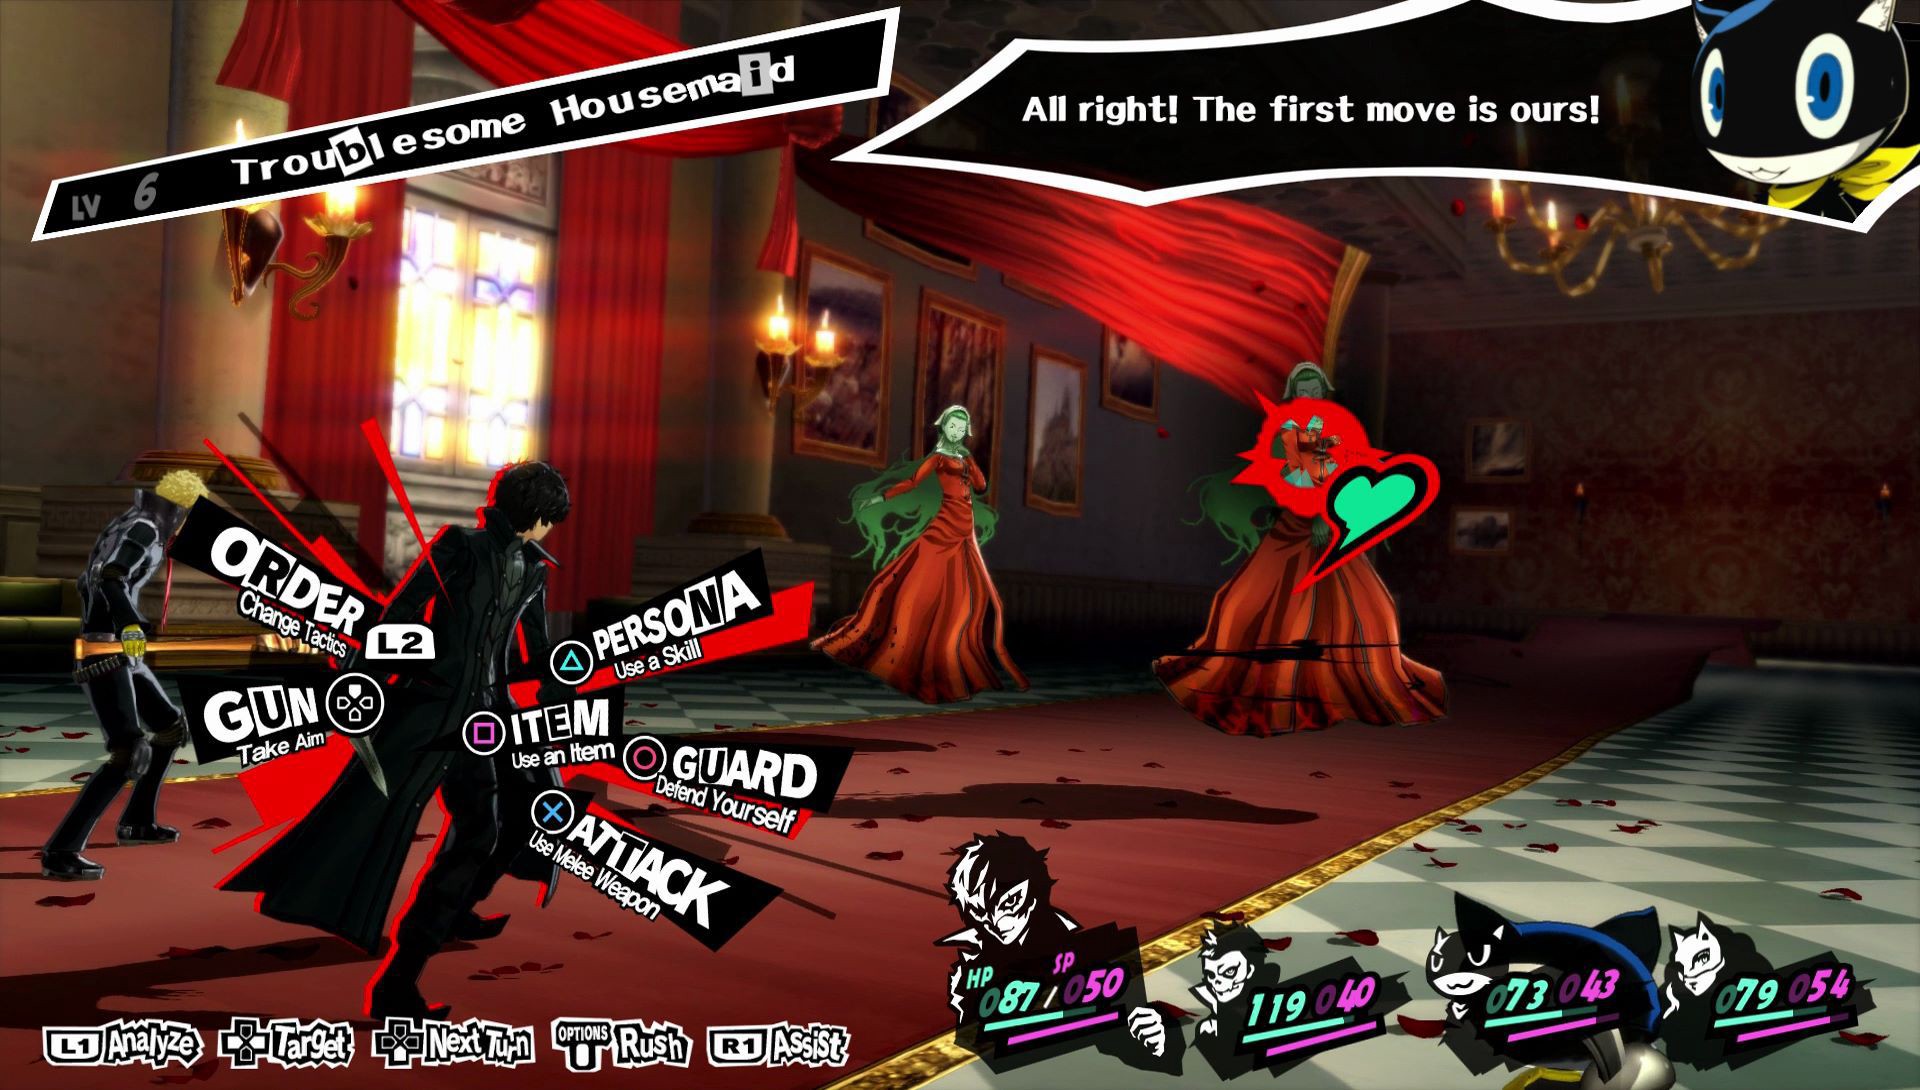 LV 6 Troublesome Housemaid
All right! The first move is ours!
ORDER
Change Tactics
L2
GUN
Take Aim
PERSONA
Use a Skill
ITEM
Use an Item
GUARD
Defend Yourself
ATTACK
Use Melee Weapon
HP 087 / SP 050
119 040
073 043
079 054
L1 Analyze Target Next Turn OPTIONS Rush R1 Assist